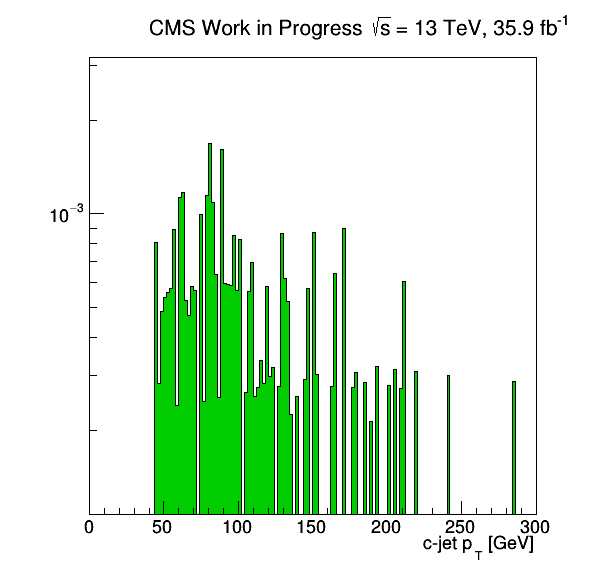 CMS Work in Progress √s = 13 TeV, 35.9 fb⁻¹
10⁻³
0 50 100 150 200 250 300
c-jet p_T [GeV]